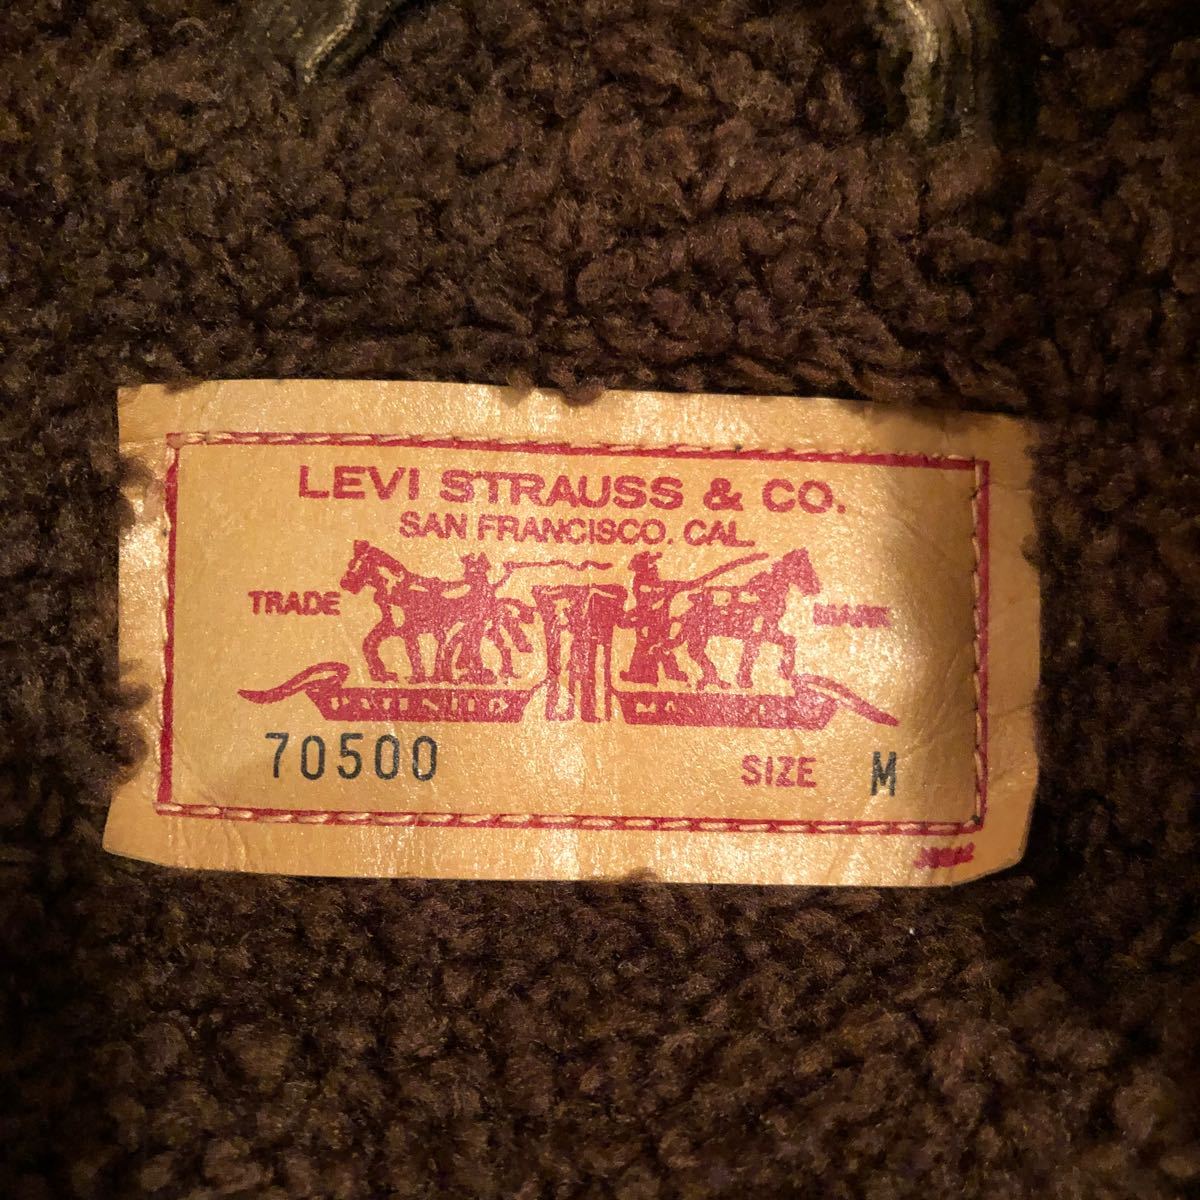 LEVI STRAUSS & CO.
SAN FRANCISCO. CAL.
TRADE MARK
70500 SIZE M